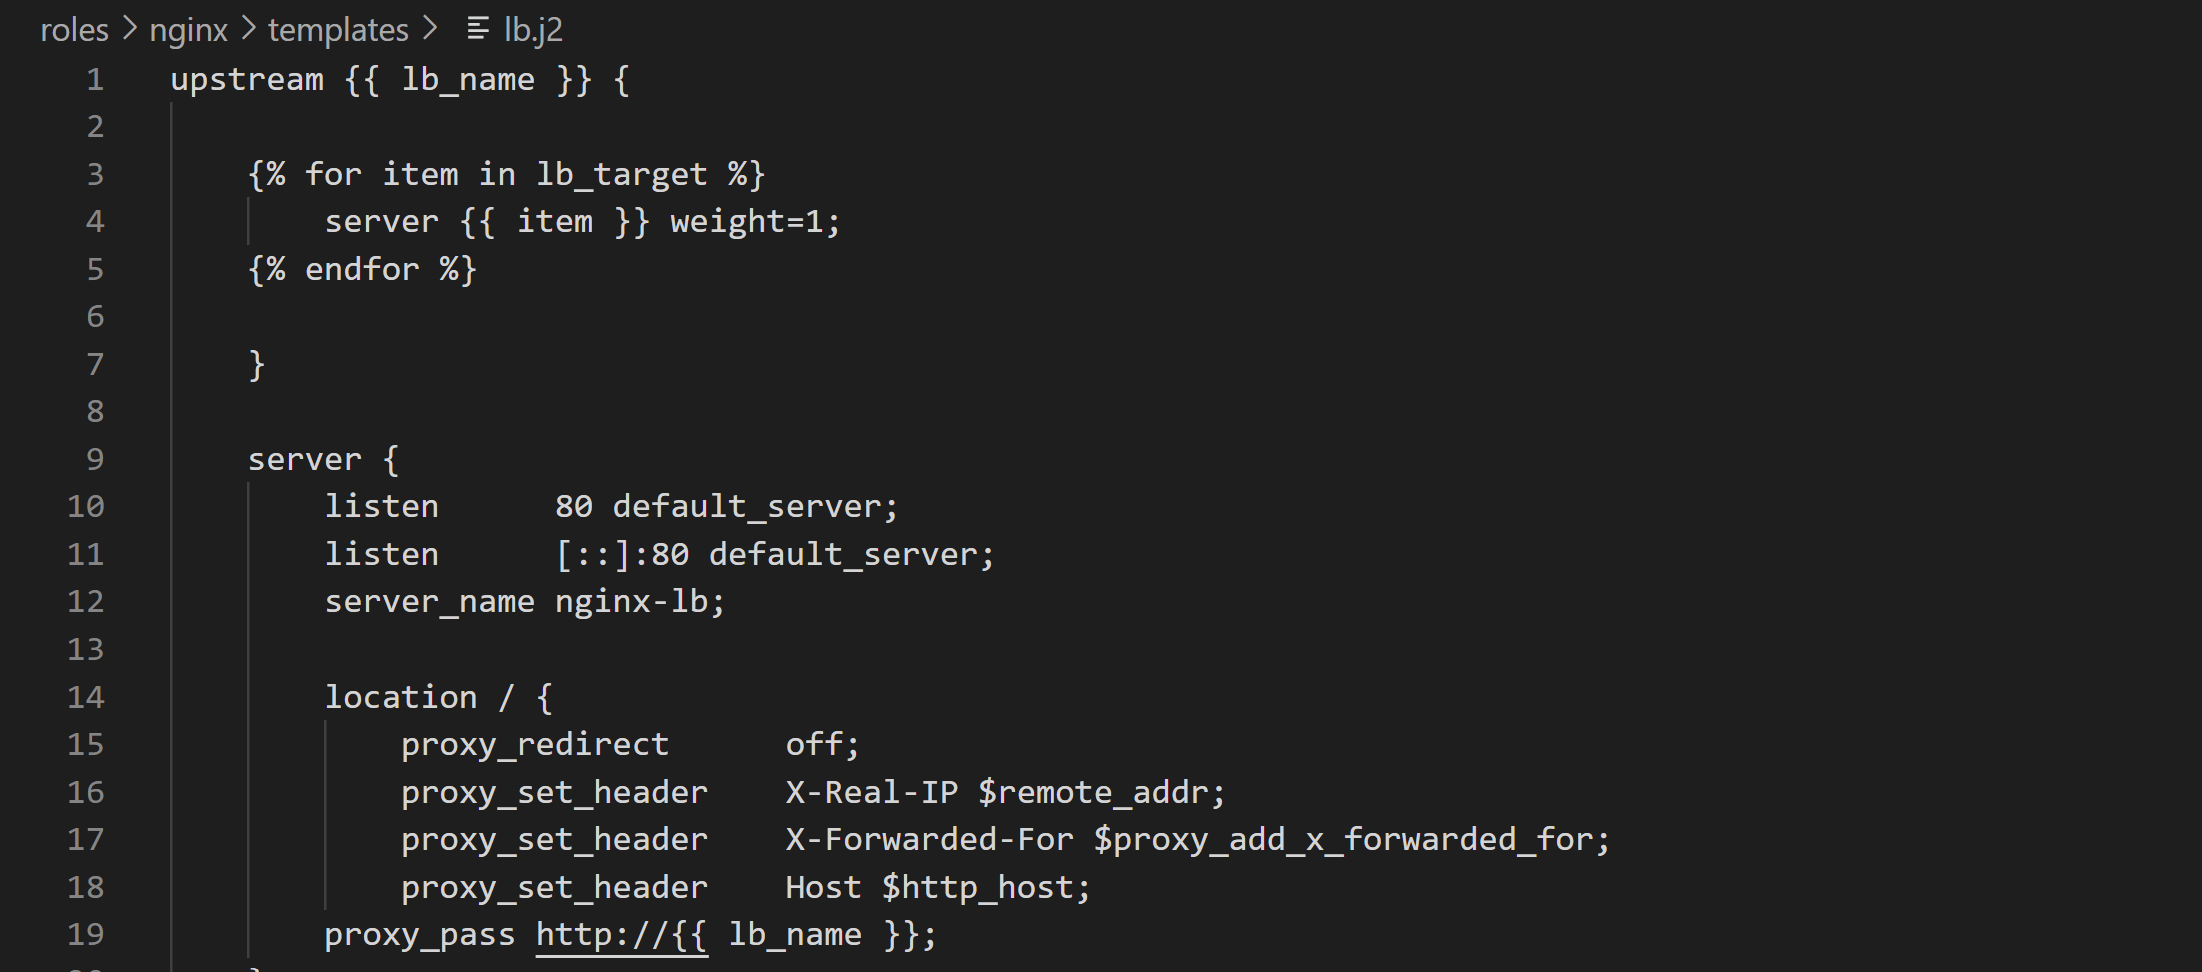 roles > nginx > templates > lb.j2
1 upstream {{ lb_name }} {
2
3 {% for item in lb_target %}
4 server {{ item }} weight=1;
5 {% endfor %}
6
7 }
8
9 server {
10 listen 80 default_server;
11 listen [::]:80 default_server;
12 server_name nginx-lb;
13
14 location / {
15 proxy_redirect off;
16 proxy_set_header X-Real-IP $remote_addr;
17 proxy_set_header X-Forwarded-For $proxy_add_x_forwarded_for;
18 proxy_set_header Host $http_host;
19 proxy_pass http://{{ lb_name }};